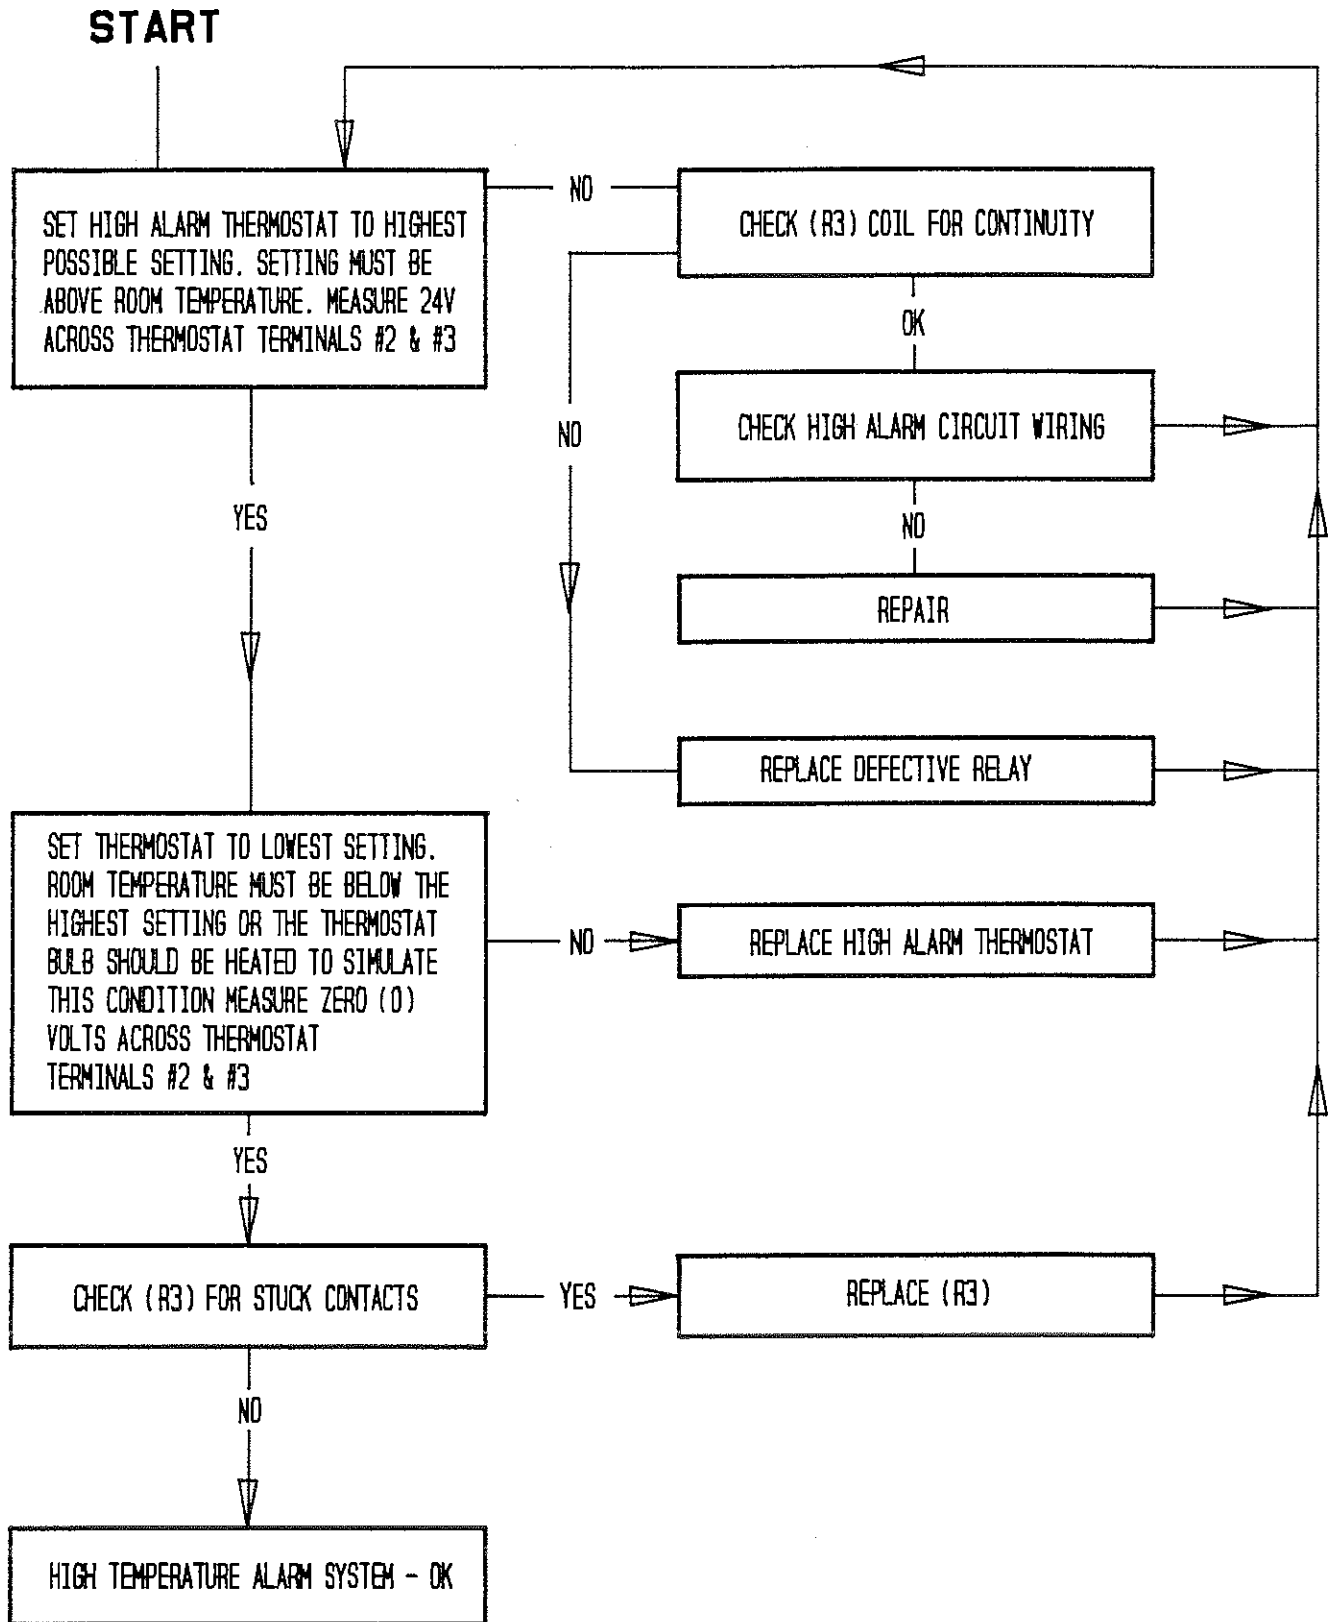 START
NO
SET HIGH ALARM THERMOSTAT TO HIGHEST
POSSIBLE SETTING. SETTING MUST BE
ABOVE ROOM TEMPERATURE. MEASURE 24V
ACROSS THERMOSTAT TERMINALS #2 & #3
CHECK (R3) COIL FOR CONTINUITY
OK
NO
CHECK HIGH ALARM CIRCUIT WIRING
YES
NO
REPAIR
REPLACE DEFECTIVE RELAY
SET THERMOSTAT TO LOWEST SETTING.
ROOM TEMPERATURE MUST BE BELOW THE
HIGHEST SETTING OR THE THERMOSTAT
BULB SHOULD BE HEATED TO SIMULATE
THIS CONDITION MEASURE ZERO (0)
VOLTS ACROSS THERMOSTAT
TERMINALS #2 & #3
NO
REPLACE HIGH ALARM THERMOSTAT
YES
CHECK (R3) FOR STUCK CONTACTS
YES
REPLACE (R3)
NO
HIGH TEMPERATURE ALARM SYSTEM - OK